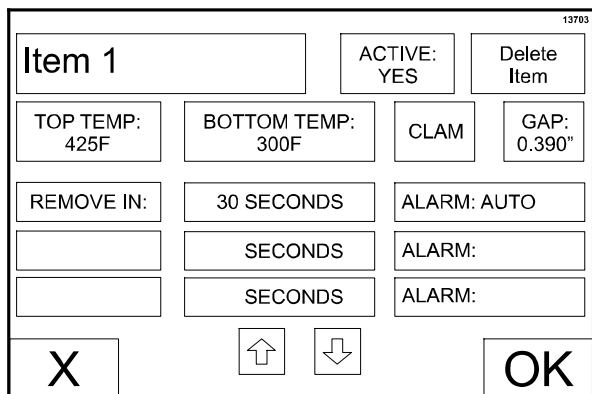 13703
Item 1
ACTIVE:
YES
Delete
Item
TOP TEMP:
425F
BOTTOM TEMP:
300F
CLAM
GAP:
0.390"
REMOVE IN:
30 SECONDS
ALARM: AUTO
SECONDS
ALARM:
SECONDS
ALARM:
X
OK